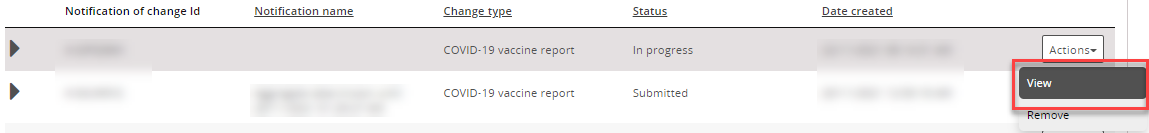 Notification of change Id Notification name Change type Status Date created
COVID-19 vaccine report In progress Actions
View
COVID-19 vaccine report Submitted
Remove